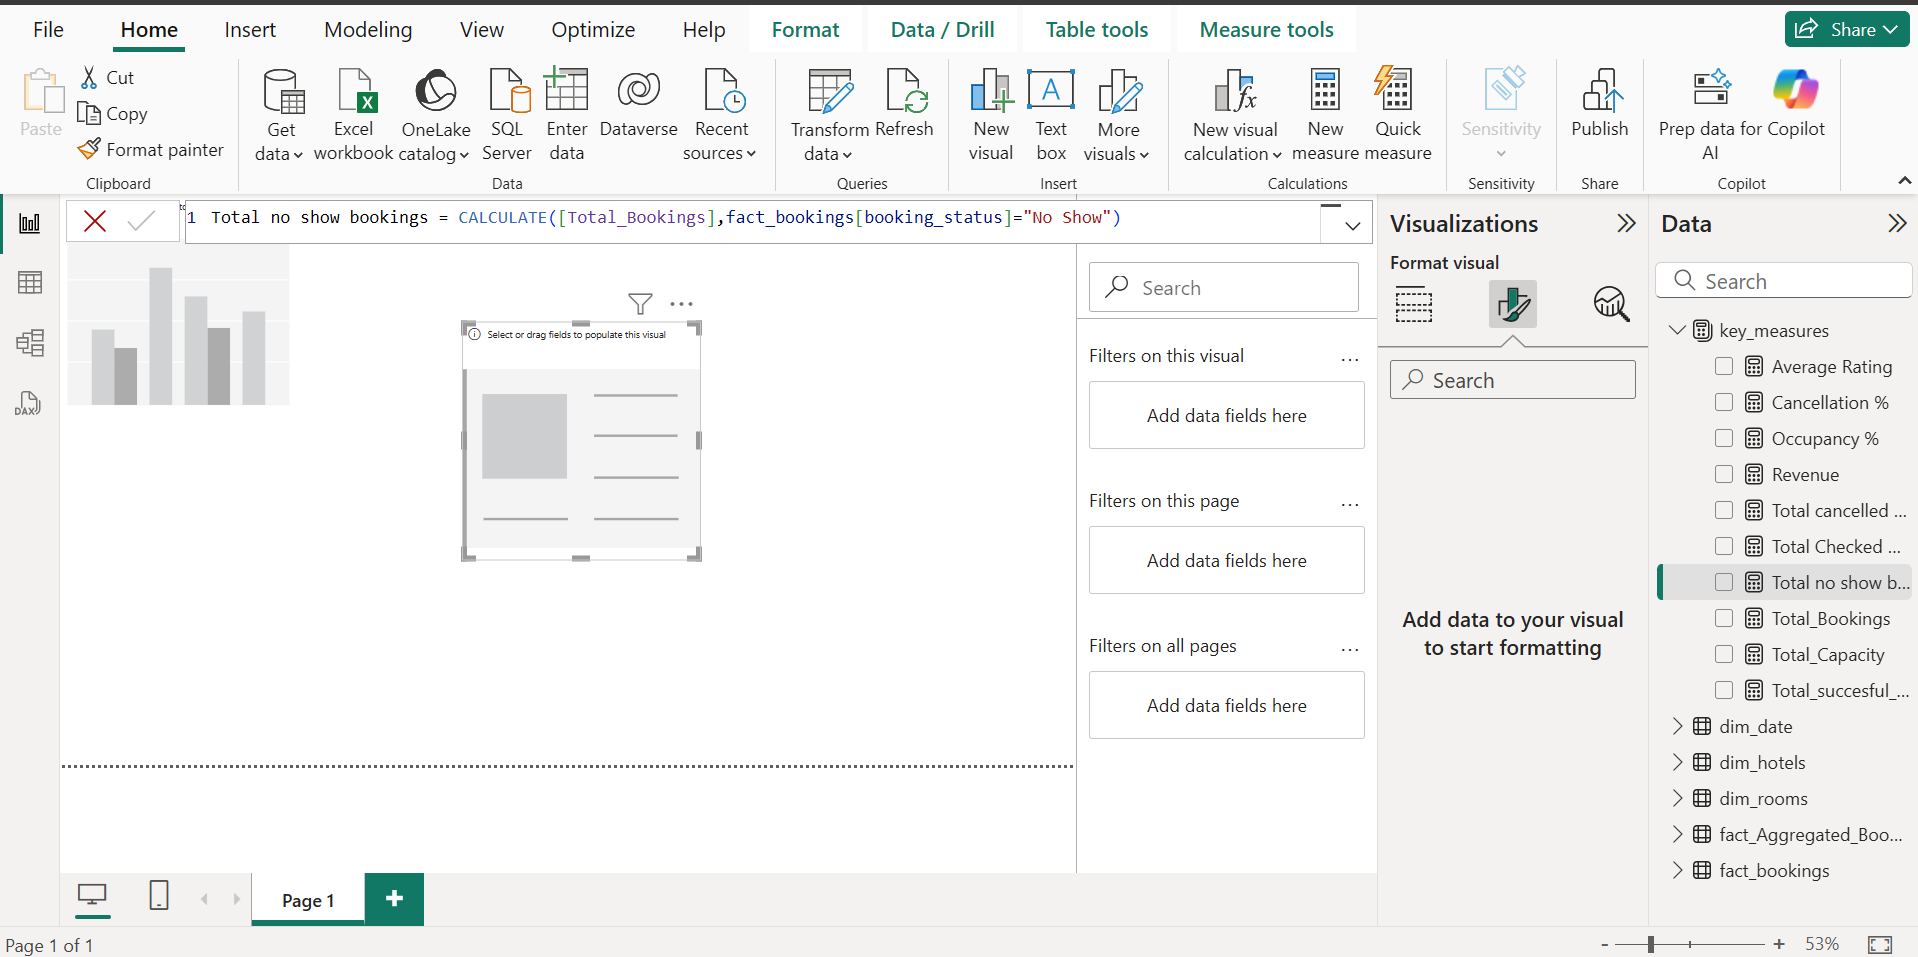 File Home Insert Modeling View Optimize Help Format Data / Drill Table tools Measure tools Share
Paste
Cut
Copy
Format painter
Clipboard
Get data
Excel workbook
OneLake catalog
SQL Server
Enter data
Dataverse
Recent sources
Data
Transform data
Refresh
Queries
New visual
Text box
A
More visuals
Insert
New visual calculation
New measure
Quick measure
Calculations
Sensitivity
Sensitivity
Publish
Share
Prep data for AI
Copilot
Copilot
1 Total no show bookings = CALCULATE([Total_Bookings],fact_bookings[booking_status]="No Show")
DAX
Select or drag fields to populate this visual
Search
Filters on this visual ...
Add data fields here
Filters on this page ...
Add data fields here
Filters on all pages ...
Add data fields here
Visualizations
Format visual
Search
Add data to your visual
to start formatting
Data
Search
key_measures
Average Rating
Cancellation %
Occupancy %
Revenue
Total cancelled ...
Total Checked ...
Total no show b...
Total_Bookings
Total_Capacity
Total_succesful_...
dim_date
dim_hotels
dim_rooms
fact_Aggregated_Boo...
fact_bookings
Page 1
+
Page 1 of 1
- + 53%